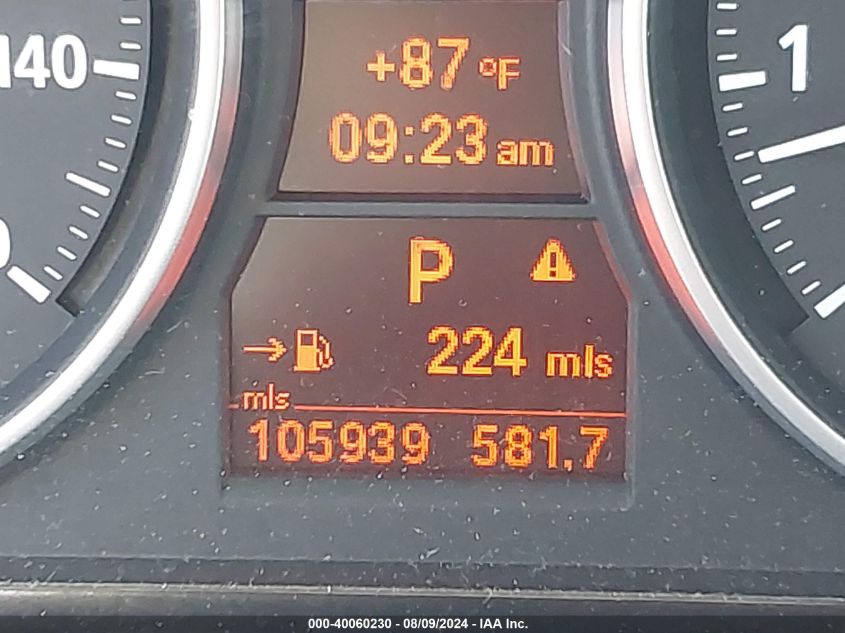 140
+87 °F
09:23 am
1
P
224 mls
mls
105939 581.7
000-40060230 - 08/09/2024 - IAA Inc.